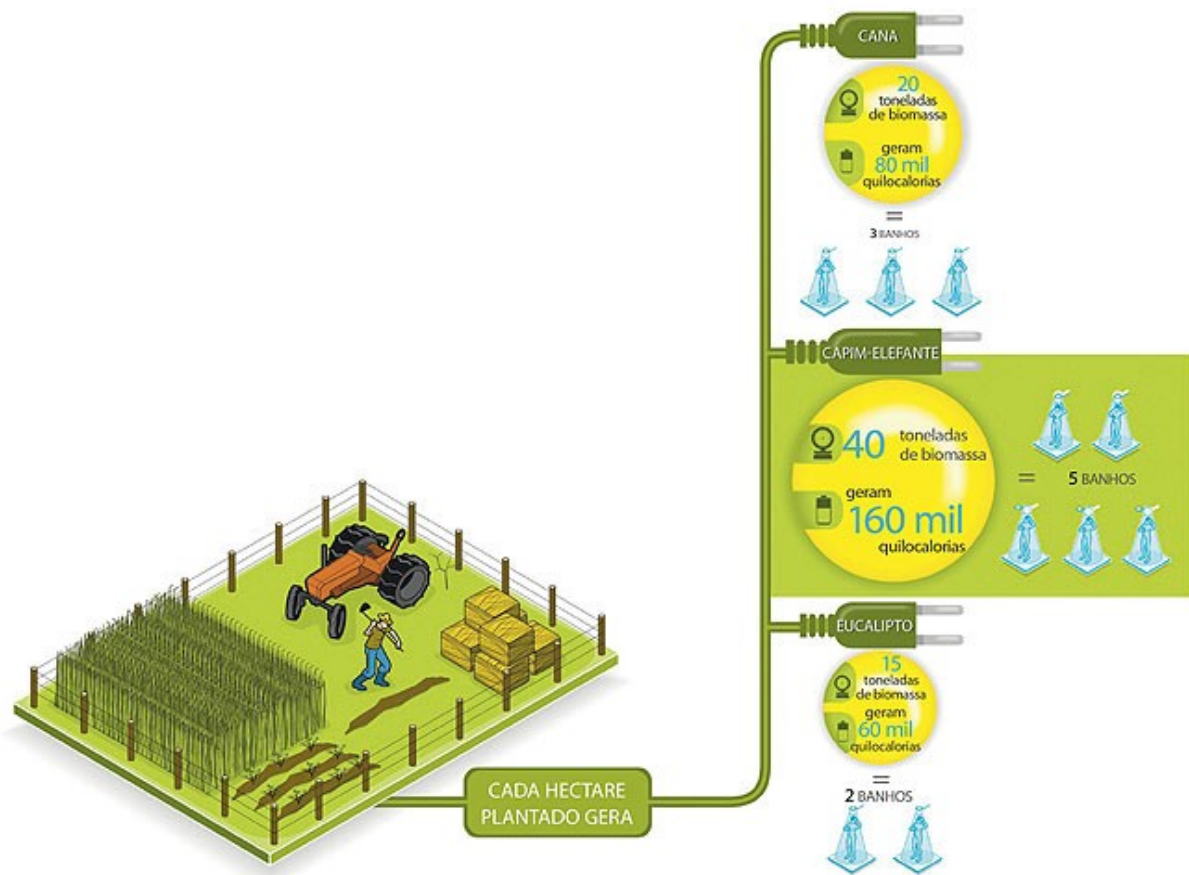 CANA
20
toneladas
de biomassa
geram
80 mil
quilocalorias
=
3 BANHOS
CAPIM-ELEFANTE
40 toneladas
de biomassa
geram
160 mil
quilocalorias
= 5 BANHOS
EUCALIPTO
15
toneladas
de biomassa
geram
60 mil
quilocalorias
=
2 BANHOS
CADA HECTARE
PLANTADO GERA